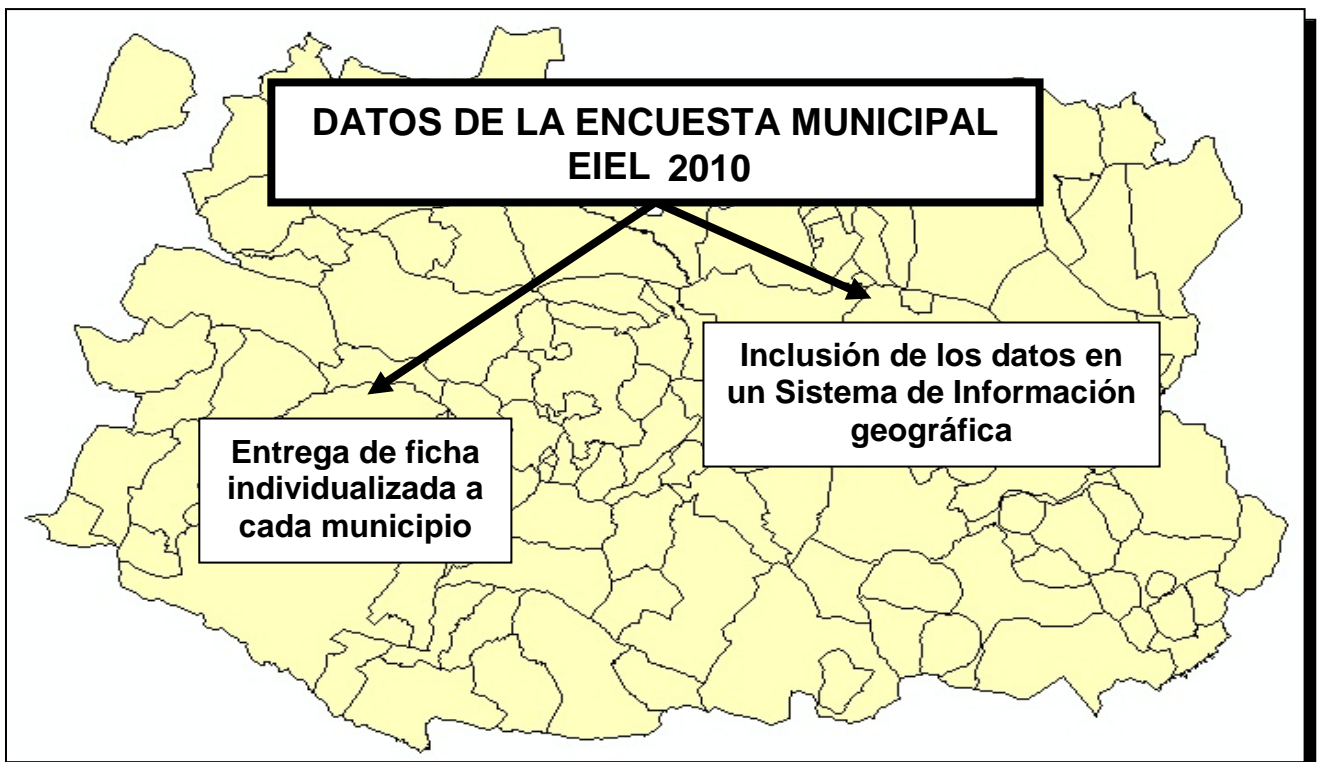 DATOS DE LA ENCUESTA MUNICIPAL
EIEL 2010
Entrega de ficha
individualizada a
cada municipio
Inclusión de los datos en
un Sistema de Información
geográfica